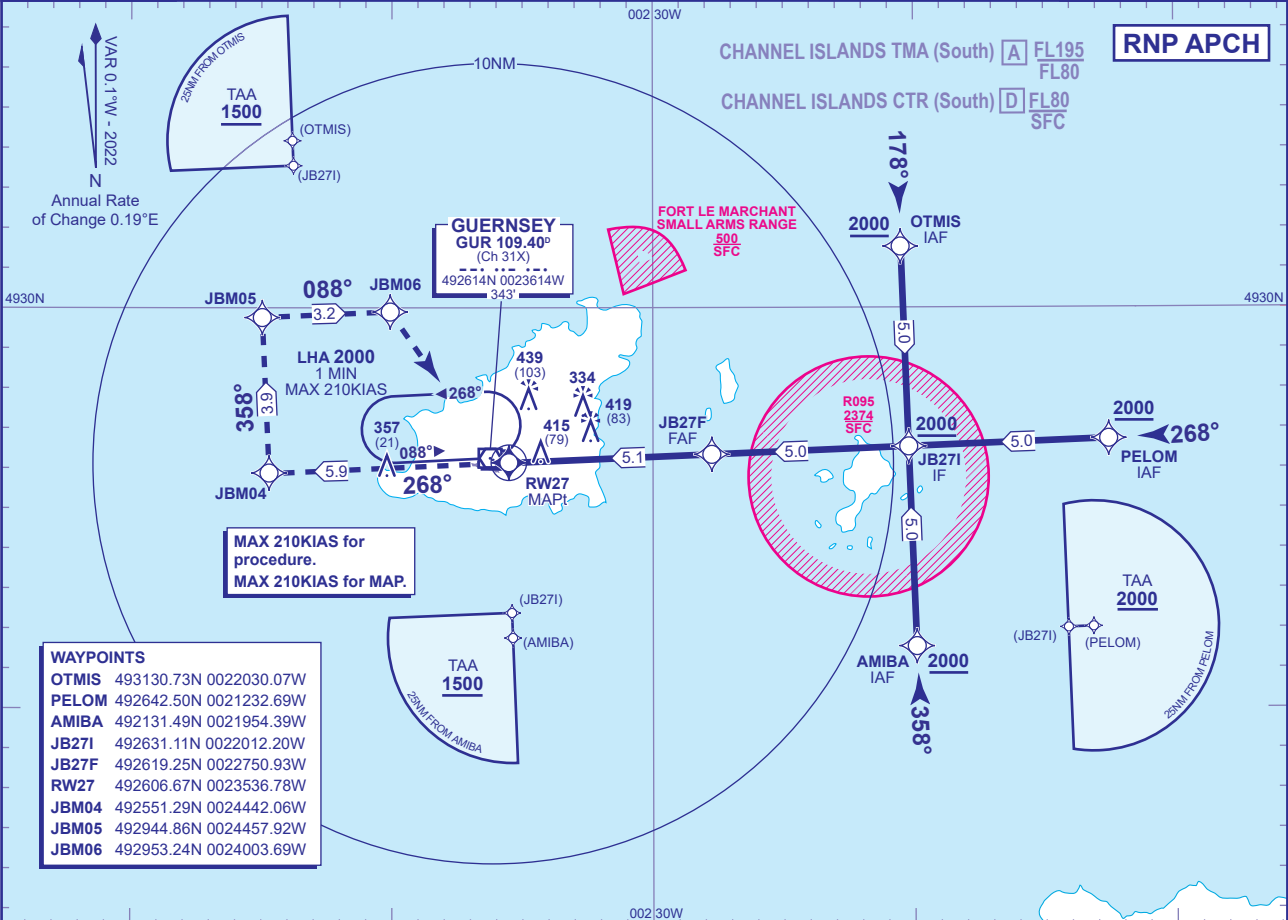 002 30W
RNP APCH
CHANNEL ISLANDS TMA (South) A FL195
FL80
CHANNEL ISLANDS CTR (South) D FL80
SFC
VAR 0.1°W - 2022
N
Annual Rate
of Change 0.19°E
25NM FROM OTMIS
TAA
1500
(OTMIS)
(JB27I)
10NM
178°
2000
OTMIS
IAF
FORT LE MARCHANT
SMALL ARMS RANGE
500
SFC
GUERNSEY
GUR 109.40ᴰ
(Ch 31X)
492614N 0023614W
343'
4930N
4930N
JBM05
088°
JBM06
3.2
LHA 2000
1 MIN
MAX 210KIAS
358°
3.9
268°
439
(103)
334
419
(83)
415
(79)
357
(21)
088°
5.9
268°
JBM04
RW27
MAPt
5.1
JB27F
FAF
5.0
R095
2374
SFC
5.0
2000
JB27I
IF
5.0
2000
268°
PELOM
IAF
5.0
AMIBA
IAF
2000
358°
MAX 210KIAS for
procedure.
MAX 210KIAS for MAP.
(JB27I)
(AMIBA)
TAA
1500
25NM FROM AMIBA
TAA
2000
(JB27I)
(PELOM)
25NM FROM PELOM
WAYPOINTS
OTMIS 493130.73N 0022030.07W
PELOM 492642.50N 0021232.69W
AMIBA 492131.49N 0021954.39W
JB27I 492631.11N 0022012.20W
JB27F 492619.25N 0022750.93W
RW27 492606.67N 0023536.78W
JBM04 492551.29N 0024442.06W
JBM05 492944.86N 0024457.92W
JBM06 492953.24N 0024003.69W
002 30W